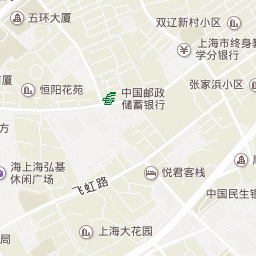 五环大厦
双辽新村小区
上海市终身教
学分银行
厦
恒阳花苑
中国邮政
储蓄银行
张家浜小区
方
海上海弘基
休闲广场
飞虹路
悦君客栈
中国民生银
上海大花园
局